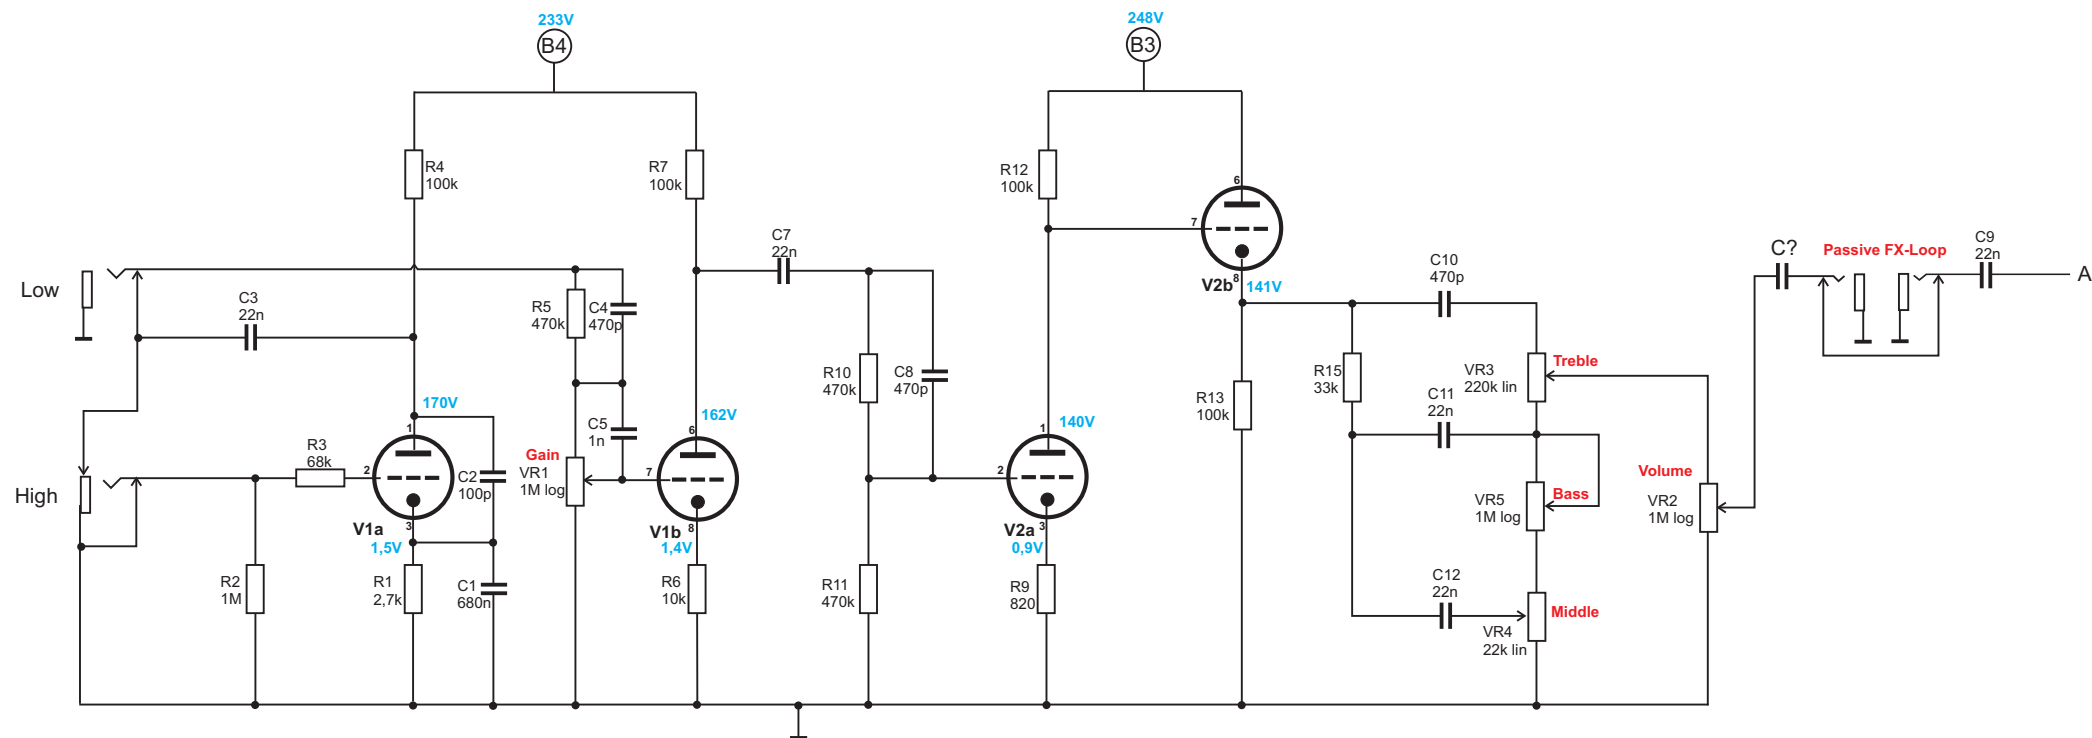 233V
B4
248V
B3
R4
100k
R7
100k
R12
100k
6
7
8
V2b
141V
C7
22n
Low
C3
22n
R5
470k
C4
470p
C10
470p
C?
Passive FX-Loop
C9
22n
A
R10
470k
C8
470p
R13
100k
R15
33k
VR3
220k lin
Treble
C11
22n
170V
162V
140V
1
6
1
R3
68k
2
C2
100p
C5
1n
Gain
VR1
1M log
7
2
High
V1a
3
1,5V
V1b
8
1,4V
V2a
3
0,9V
VR5
1M log
Bass
Volume
VR2
1M log
R2
1M
R1
2,7k
C1
680n
R6
10k
R11
470k
R9
820
C12
22n
Middle
VR4
22k lin